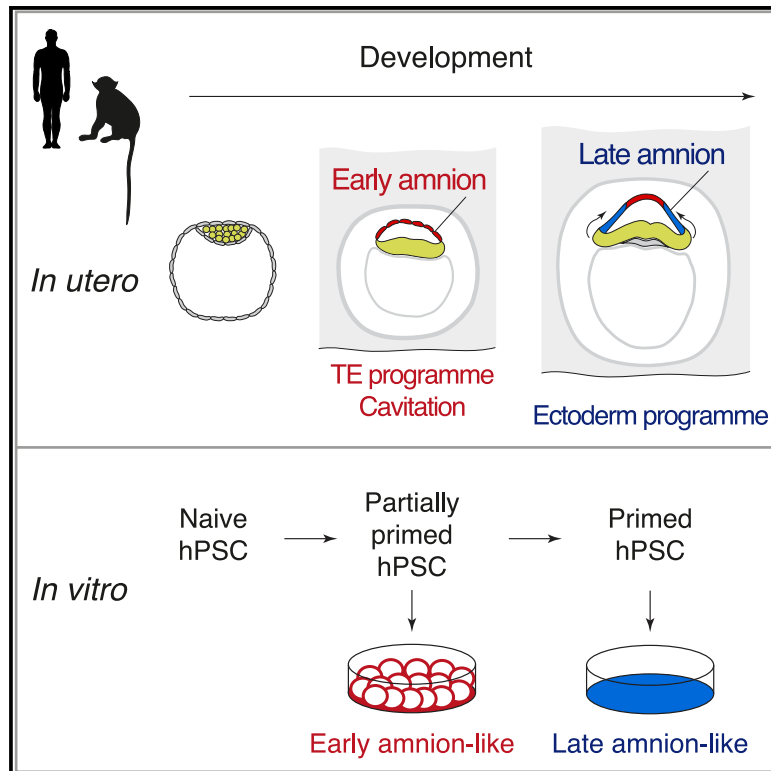 Development
Early amnion
Late amnion
In utero
TE programme
Cavitation
Ectoderm programme
Naive
hPSC
Partially
primed
hPSC
Primed
hPSC
In vitro
Early amnion-like
Late amnion-like